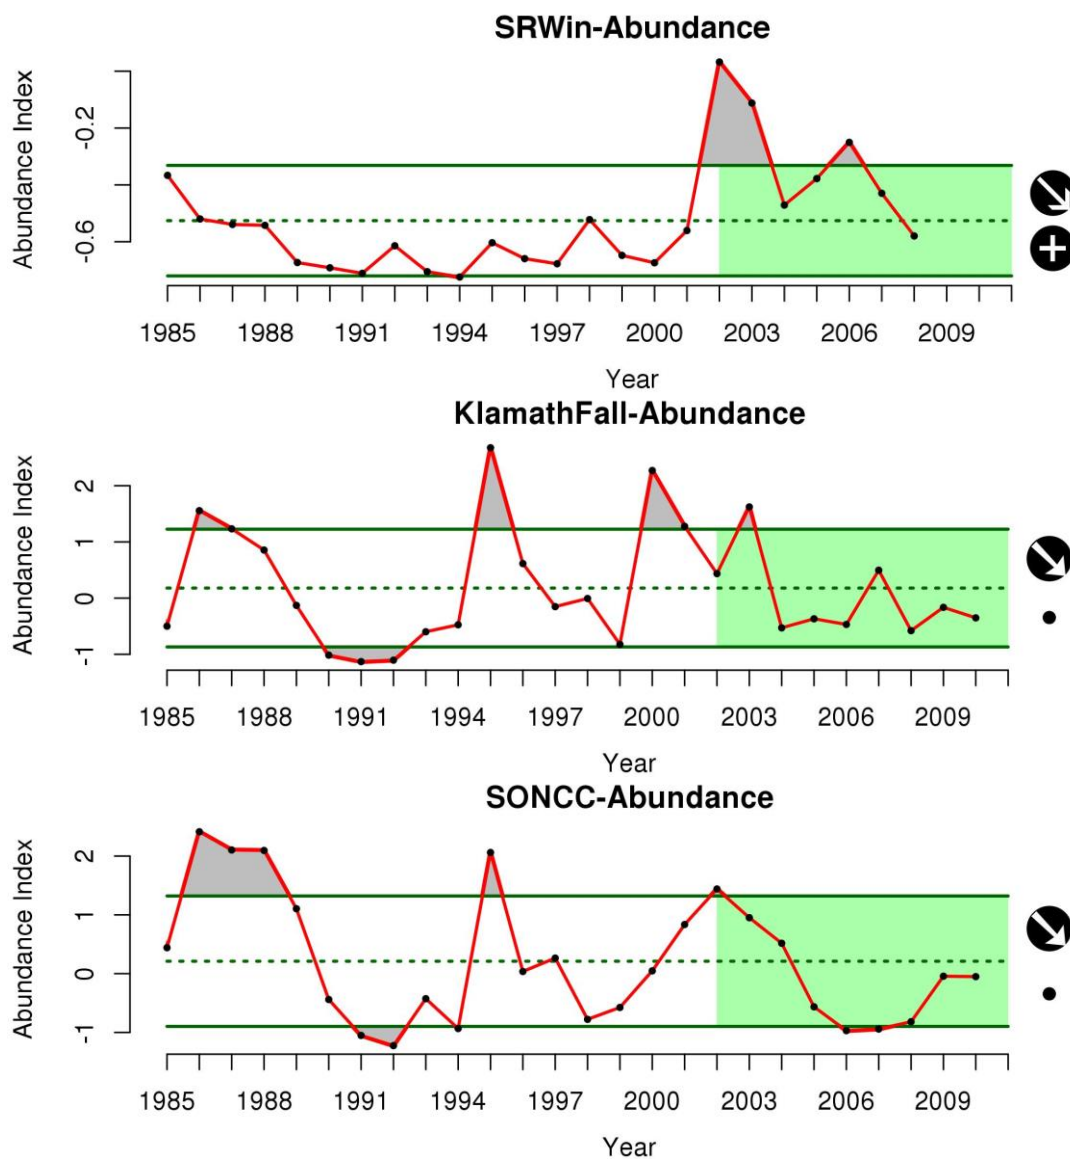 SRWin-Abundance
Abundance Index
-0.2
-0.6
1985 1988 1991 1994 1997 2000 2003 2006 2009
Year
KlamathFall-Abundance
Abundance Index
2
1
0
-1
1985 1988 1991 1994 1997 2000 2003 2006 2009
Year
SONCC-Abundance
Abundance Index
2
1
0
-1
1985 1988 1991 1994 1997 2000 2003 2006 2009
Year